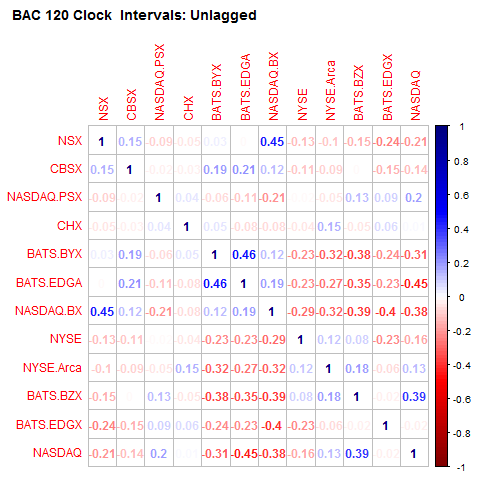 BAC 120 Clock Intervals: Unlagged
NSX CBSX NASDAQ.PSX CHX BATS.BYX BATS.EDGA NASDAQ.BX NYSE NYSE.Arca BATS.BZX BATS.EDGX NASDAQ
NSX 1 0.15 -0.09 -0.05 0.03 0.45 -0.13 -0.1 -0.15 -0.24 -0.21
CBSX 0.15 1 -0.02 -0.03 0.19 0.21 0.12 -0.11 -0.09 -0.15 -0.14
NASDAQ.PSX -0.09 -0.02 1 0.04 -0.06 -0.11 -0.21 -0.05 0.13 0.09 0.2
CHX -0.05 -0.03 0.04 1 0.05 -0.08 -0.08 -0.04 0.15 -0.05 0.06
BATS.BYX 0.03 0.19 -0.06 0.05 1 0.46 0.12 -0.23 -0.32 -0.38 -0.24 -0.31
BATS.EDGA 0.21 -0.11 -0.08 0.46 1 0.19 -0.23 -0.27 -0.35 -0.23 -0.45
NASDAQ.BX 0.45 0.12 -0.21 -0.08 0.12 0.19 1 -0.29 -0.32 -0.39 -0.4 -0.38
NYSE -0.13 -0.11 -0.04 -0.23 -0.23 -0.29 1 0.12 0.08 -0.23 -0.16
NYSE.Arca -0.1 -0.09 -0.05 0.15 -0.32 -0.27 -0.32 0.12 1 0.18 -0.06 0.13
BATS.BZX -0.15 0.13 -0.05 -0.38 -0.35 -0.39 0.08 0.18 1 -0.02 0.39
BATS.EDGX -0.24 -0.15 0.09 0.06 -0.24 -0.23 -0.4 -0.23 -0.06 -0.02 1 -0.02
NASDAQ -0.21 -0.14 0.2 -0.31 -0.45 -0.38 -0.16 0.13 0.39 -0.02 1
1
0.8
0.6
0.4
0.2
0
-0.2
-0.4
-0.6
-0.8
-1